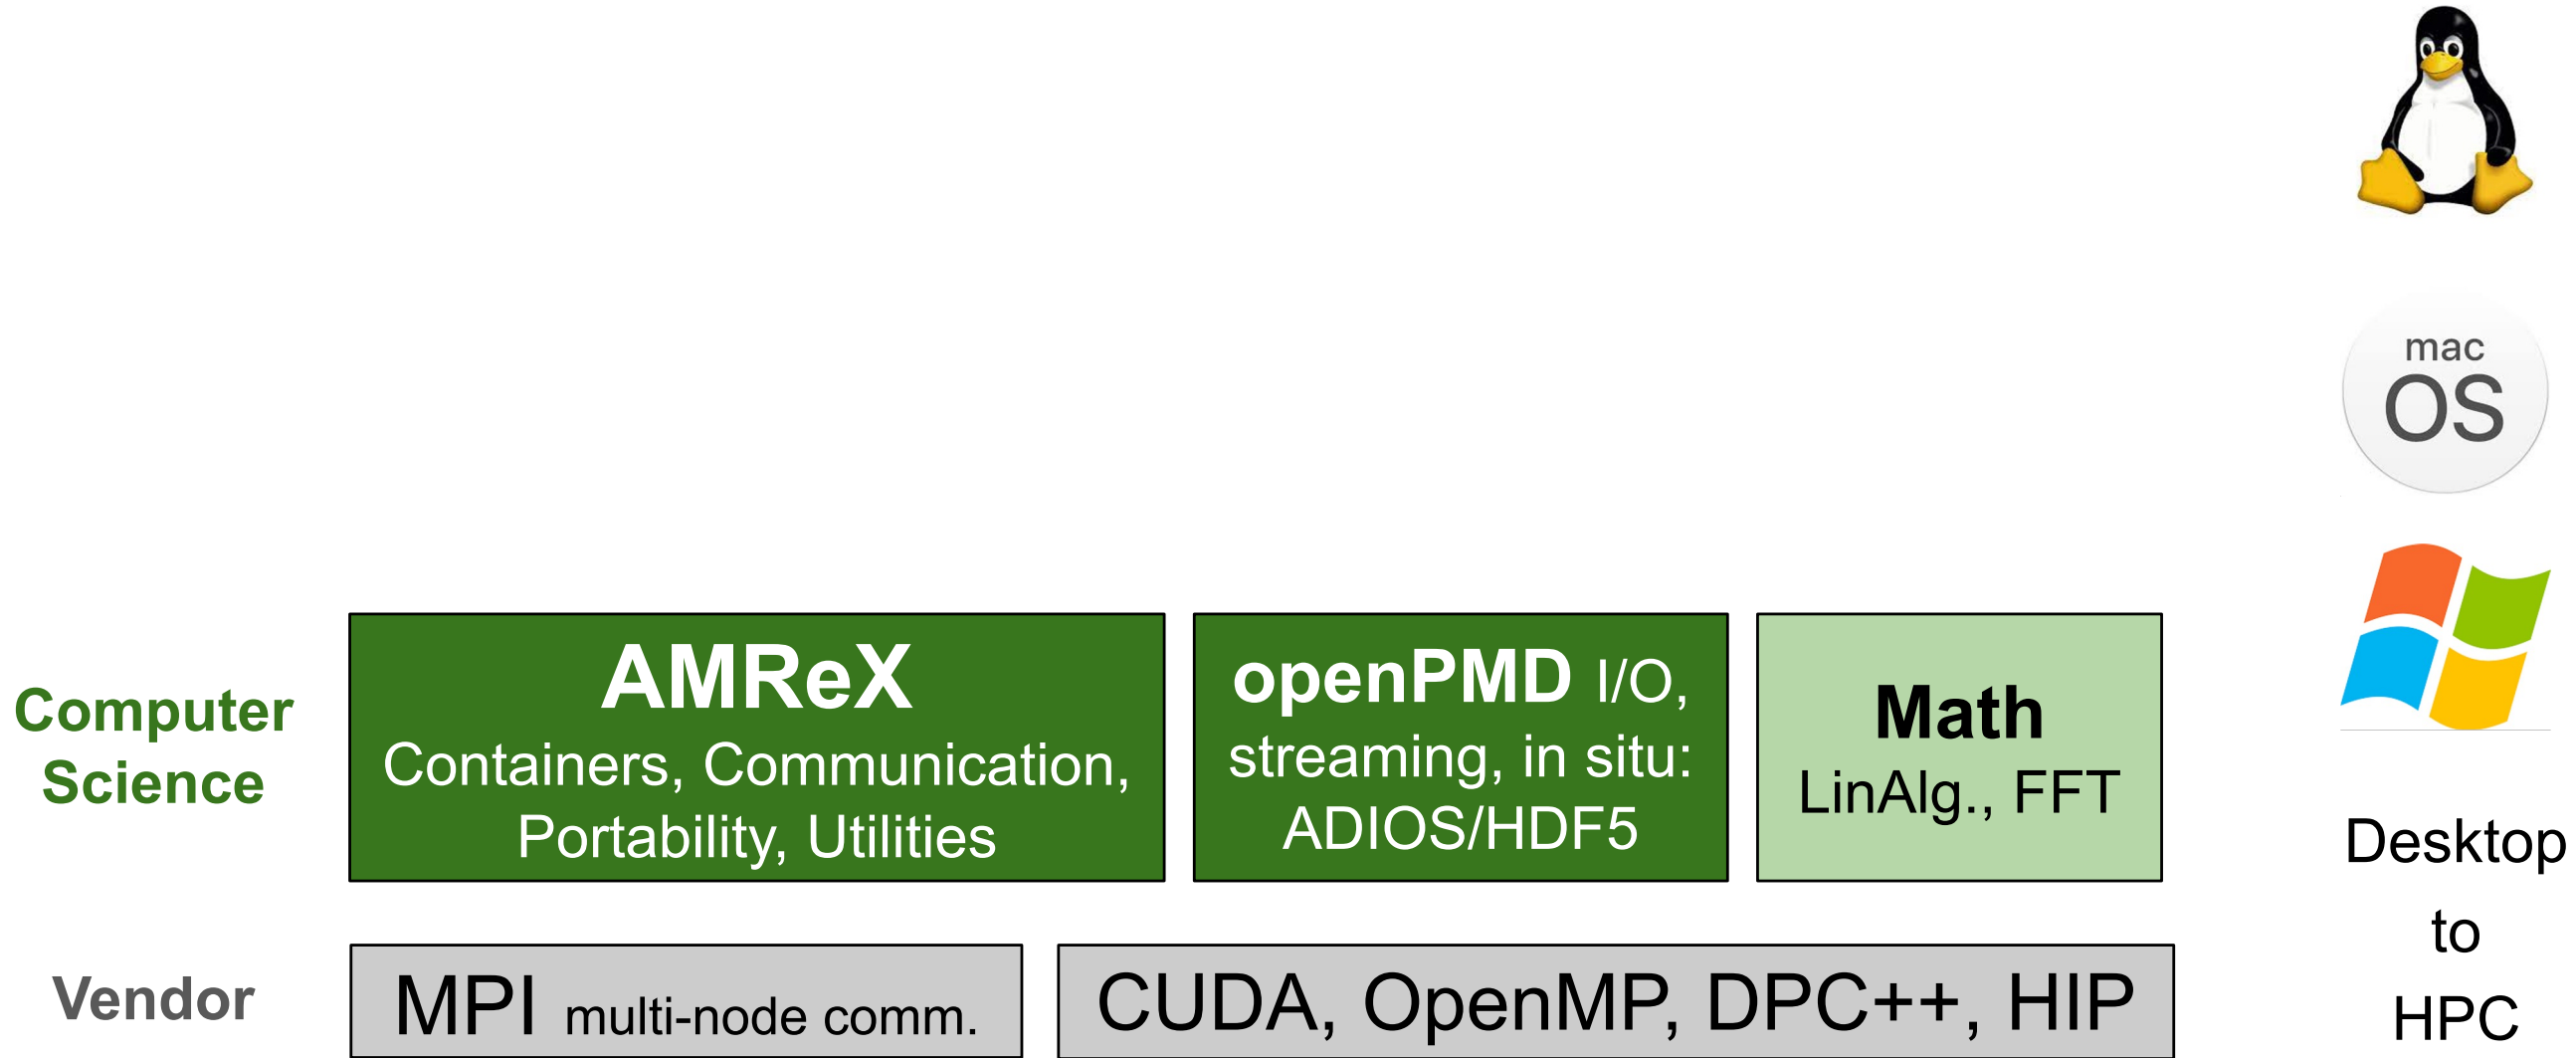 mac
OS
Computer
Science
AMReX
Containers, Communication,
Portability, Utilities
openPMD I/O,
streaming, in situ:
ADIOS/HDF5
Math
LinAlg., FFT
Vendor
MPI multi-node comm.
CUDA, OpenMP, DPC++, HIP
Desktop
to
HPC